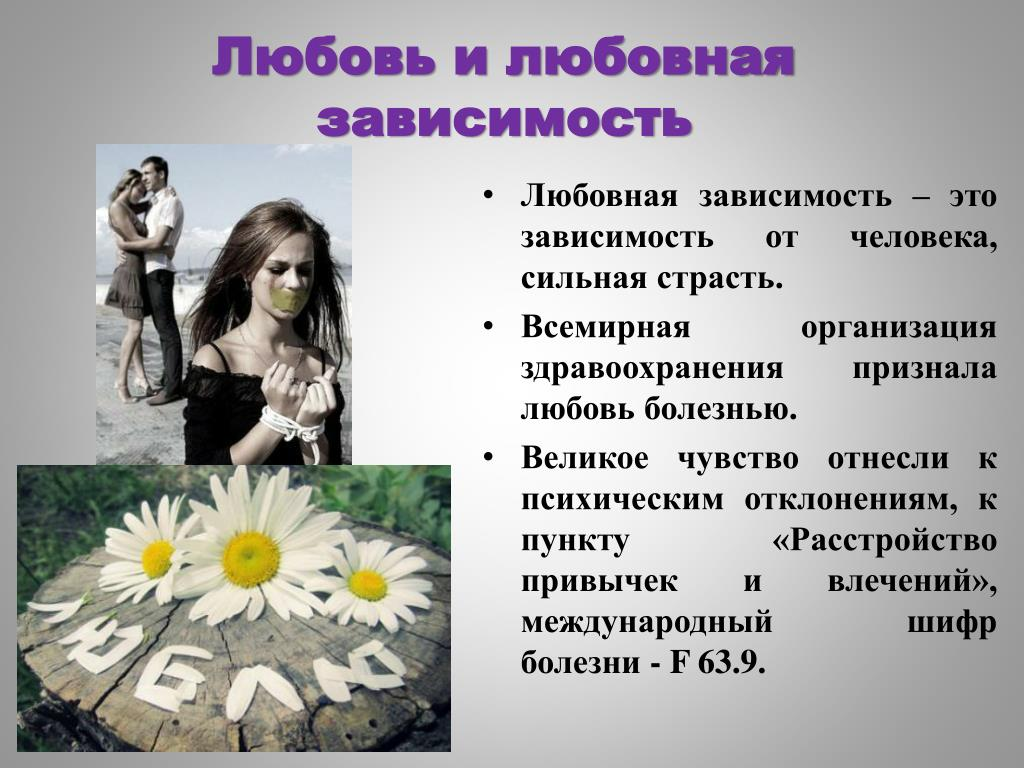 Любовь и любовная
зависимость
• Любовная зависимость – это
зависимость от человека,
сильная страсть.
• Всемирная организация
здравоохранения признала
любовь болезнью.
• Великое чувство отнесли к
психическим отклонениям, к
пункту «Расстройство
привычек и влечений»,
международный шифр
болезни - F 63.9.